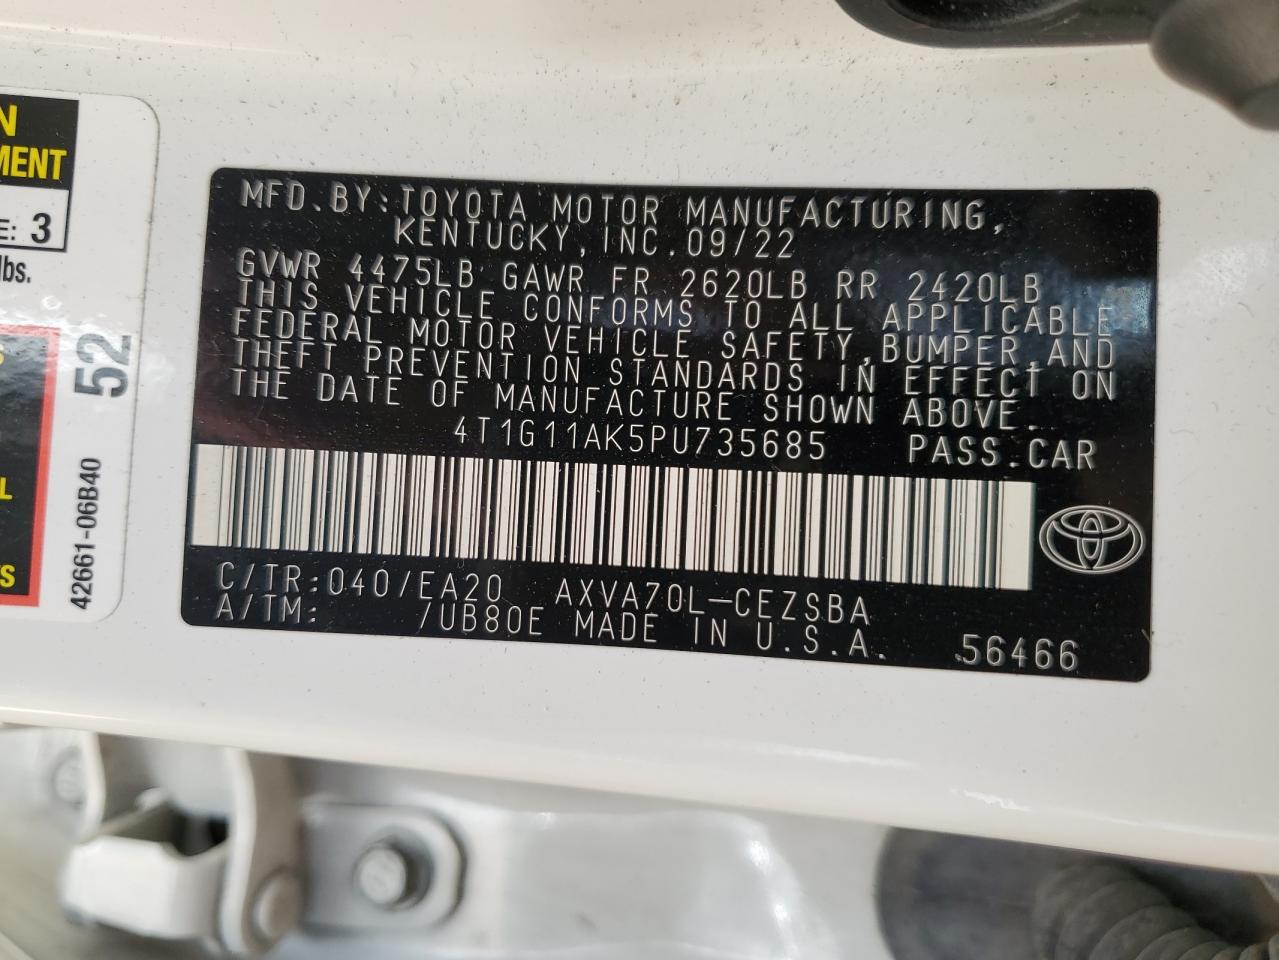 N
MENT
E: 3
lbs.
S
L
TS
52
42661-06B40
MFD.BY:TOYOTA MOTOR MANUFACTURING,
KENTUCKY,INC.09/22
GVWR 4475LB GAWR FR 2620LB RR 2420LB
THIS VEHICLE CONFORMS TO ALL APPLICABLE
FEDERAL MOTOR VEHICLE SAFETY,BUMPER,AND
THEFT PREVENTION STANDARDS IN EFFECT ON
THE DATE OF MANUFACTURE SHOWN ABOVE.
4T1G11AK5PU735685 PASS.CAR
C/TR:040/EA20 AXVA70L-CEZSBA
A/TM: /UB80E MADE IN U.S.A. 56466